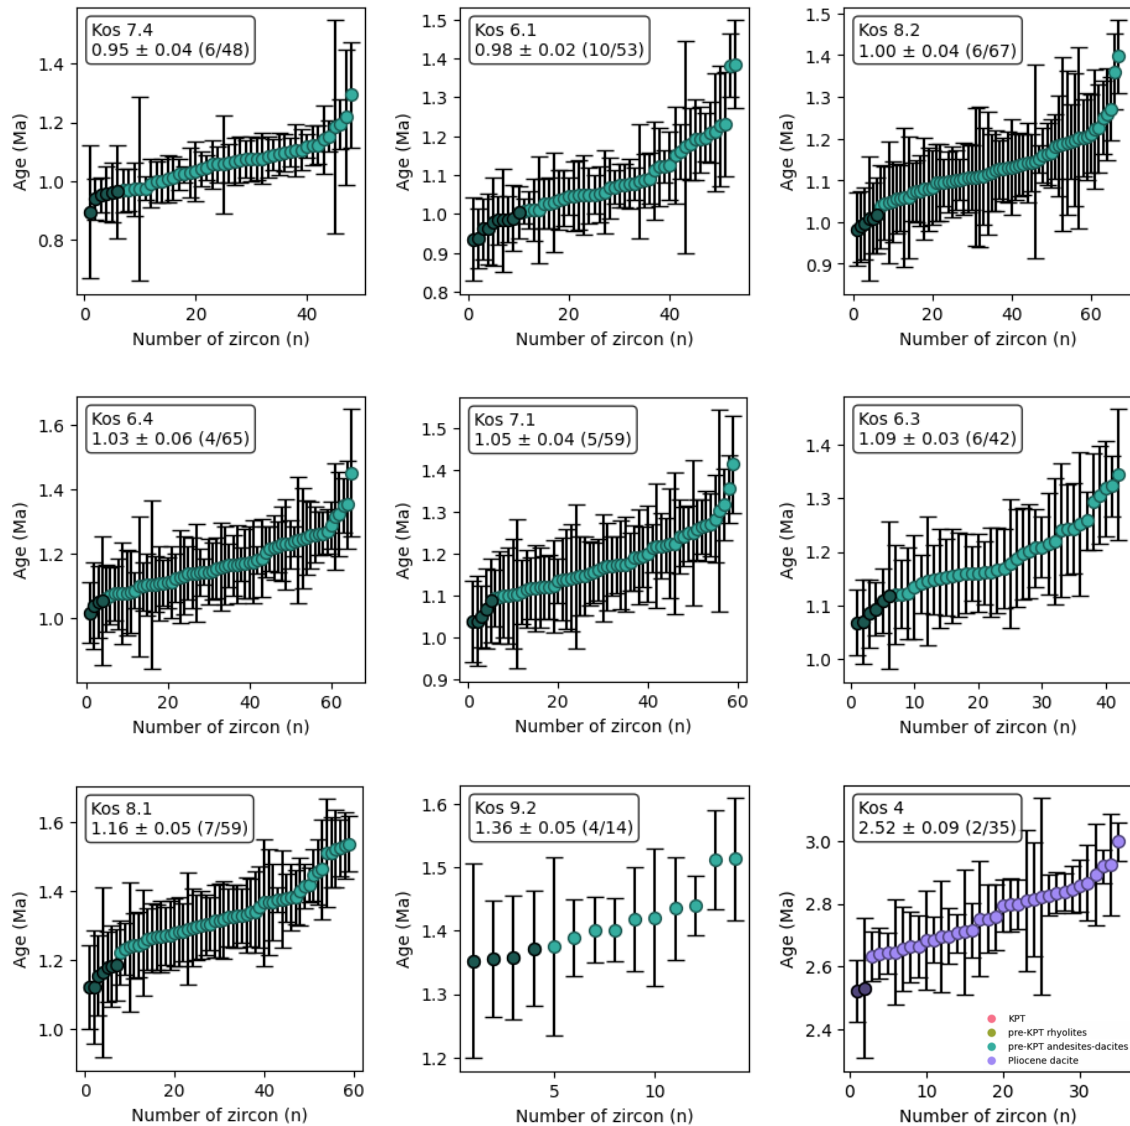 Kos 7.4
0.95 ± 0.04 (6/48)
Age (Ma)
1.4
1.2
1.0
0.8
0
20
40
Number of zircon (n)
Kos 6.1
0.98 ± 0.02 (10/53)
Age (Ma)
1.5
1.4
1.3
1.2
1.1
1.0
0.9
0.8
0
20
40
Number of zircon (n)
Kos 8.2
1.00 ± 0.04 (6/67)
Age (Ma)
1.5
1.4
1.3
1.2
1.1
1.0
0.9
0
20
40
60
Number of zircon (n)
Kos 6.4
1.03 ± 0.06 (4/65)
Age (Ma)
1.6
1.4
1.2
1.0
0
20
40
60
Number of zircon (n)
Kos 7.1
1.05 ± 0.04 (5/59)
Age (Ma)
1.5
1.4
1.3
1.2
1.1
1.0
0.9
0
20
40
60
Number of zircon (n)
Kos 6.3
1.09 ± 0.03 (6/42)
Age (Ma)
1.4
1.3
1.2
1.1
1.0
0
10
20
30
40
Number of zircon (n)
Kos 8.1
1.16 ± 0.05 (7/59)
Age (Ma)
1.6
1.4
1.2
1.0
0
20
40
60
Number of zircon (n)
Kos 9.2
1.36 ± 0.05 (4/14)
Age (Ma)
1.6
1.5
1.4
1.3
1.2
5
10
Number of zircon (n)
Kos 4
2.52 ± 0.09 (2/35)
Age (Ma)
3.0
2.8
2.6
2.4
0
10
20
30
Number of zircon (n)
KPT
pre-KPT rhyolites
pre-KPT andesites-dacites
Pliocene dacite